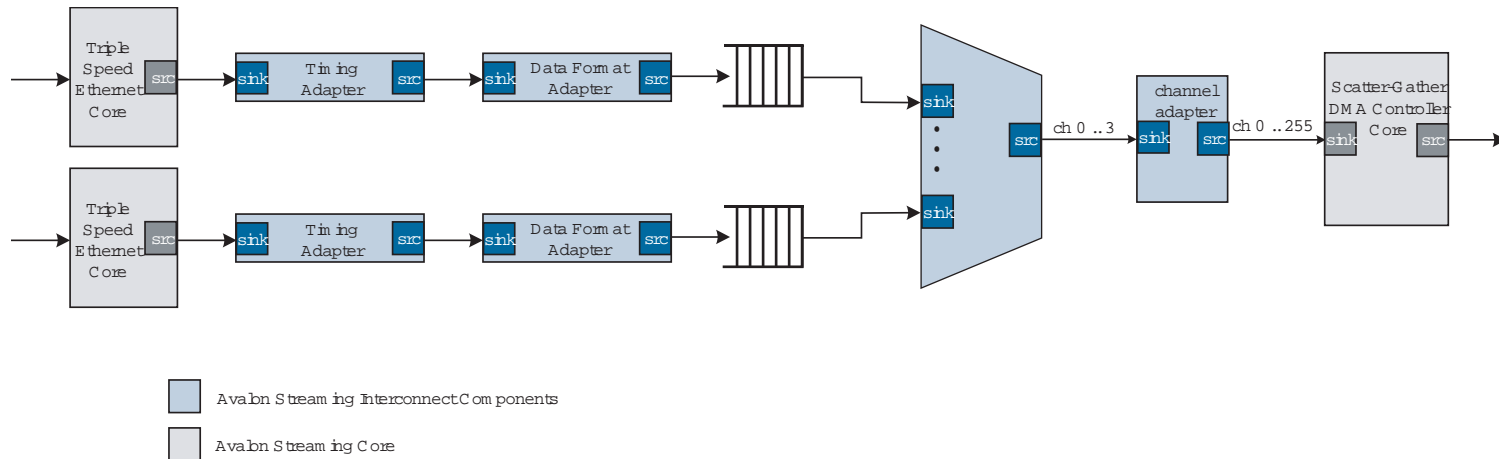 Triple
Speed
Ethernet
Core
src
sink
Timing
Adapter
src
sink
Data Format
Adapter
src
sink
src
ch 0 .. 3
channel
adapter
sink
src
ch 0 .. 255
Scatter-Gather
DMA Controller
Core
sink
src
Triple
Speed
Ethernet
Core
src
sink
Timing
Adapter
src
sink
Data Format
Adapter
src
sink
Avalon Streaming Interconnect Components
Avalon Streaming Core